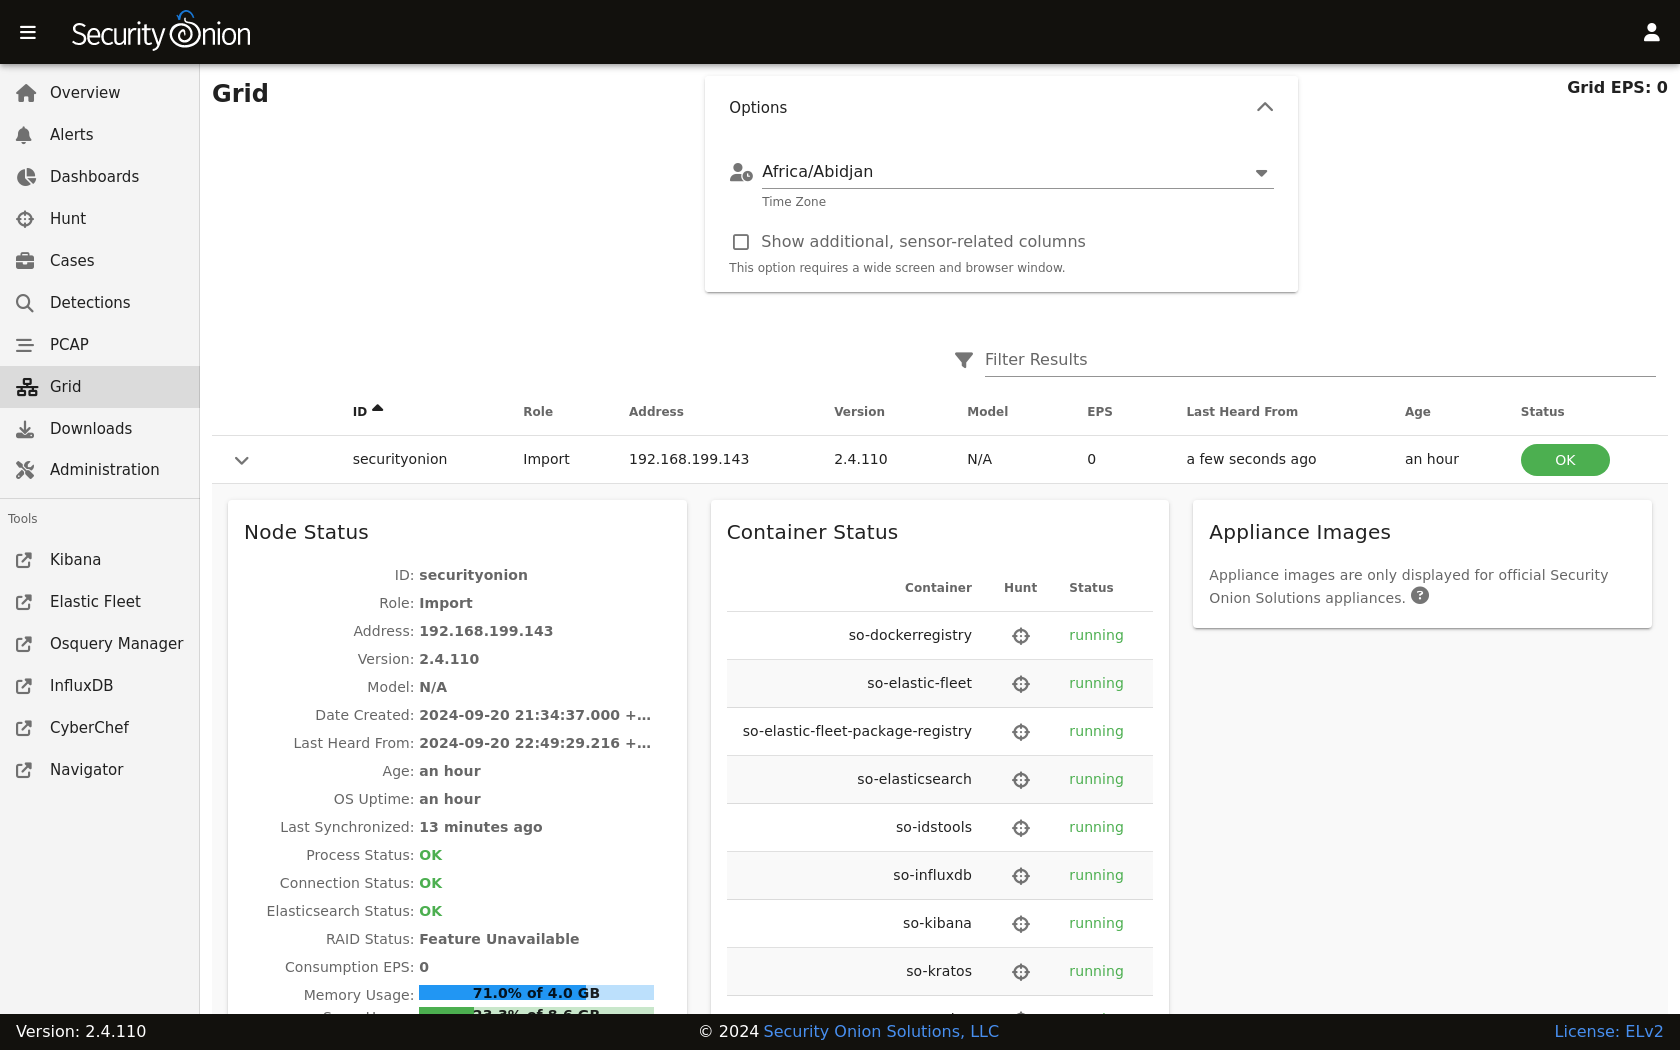 Security Onion
Overview
Alerts
Dashboards
Hunt
Cases
Detections
PCAP
Grid
Downloads
Administration
Tools
Kibana
Elastic Fleet
Osquery Manager
InfluxDB
CyberChef
Navigator
Grid
Options
Africa/Abidjan
Time Zone
Show additional, sensor-related columns
This option requires a wide screen and browser window.
Grid EPS: 0
Filter Results
ID Role Address Version Model EPS Last Heard From Age Status
securityonion Import 192.168.199.143 2.4.110 N/A 0 a few seconds ago an hour OK
Node Status
ID: securityonion
Role: Import
Address: 192.168.199.143
Version: 2.4.110
Model: N/A
Date Created: 2024-09-20 21:34:37.000 +…
Last Heard From: 2024-09-20 22:49:29.216 +…
Age: an hour
OS Uptime: an hour
Last Synchronized: 13 minutes ago
Process Status: OK
Connection Status: OK
Elasticsearch Status: OK
RAID Status: Feature Unavailable
Consumption EPS: 0
Memory Usage: 71.0% of 4.0 GB
Container Status
Container Hunt Status
so-dockerregistry running
so-elastic-fleet running
so-elastic-fleet-package-registry running
so-elasticsearch running
so-idstools running
so-influxdb running
so-kibana running
so-kratos running
Appliance Images
Appliance images are only displayed for official Security
Onion Solutions appliances. ?
Version: 2.4.110
© 2024 Security Onion Solutions, LLC
License: ELv2